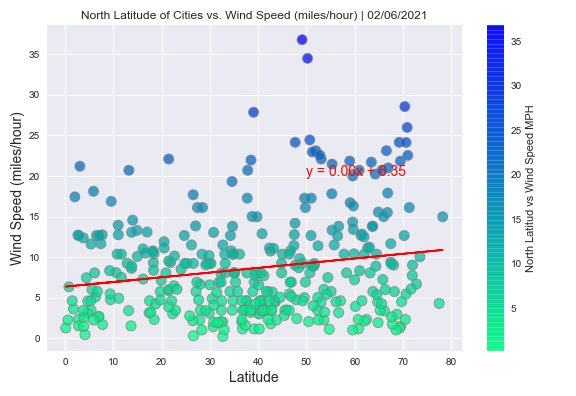 North Latitude of Cities vs. Wind Speed (miles/hour) | 02/06/2021
Wind Speed (miles/hour)
35
30
25
20
15
10
5
0
y = 0.06x + 6.35
0 10 20 30 40 50 60 70 80
Latitude
35
30
25
20
15
10
5
North Latitud vs Wind Speed MPH